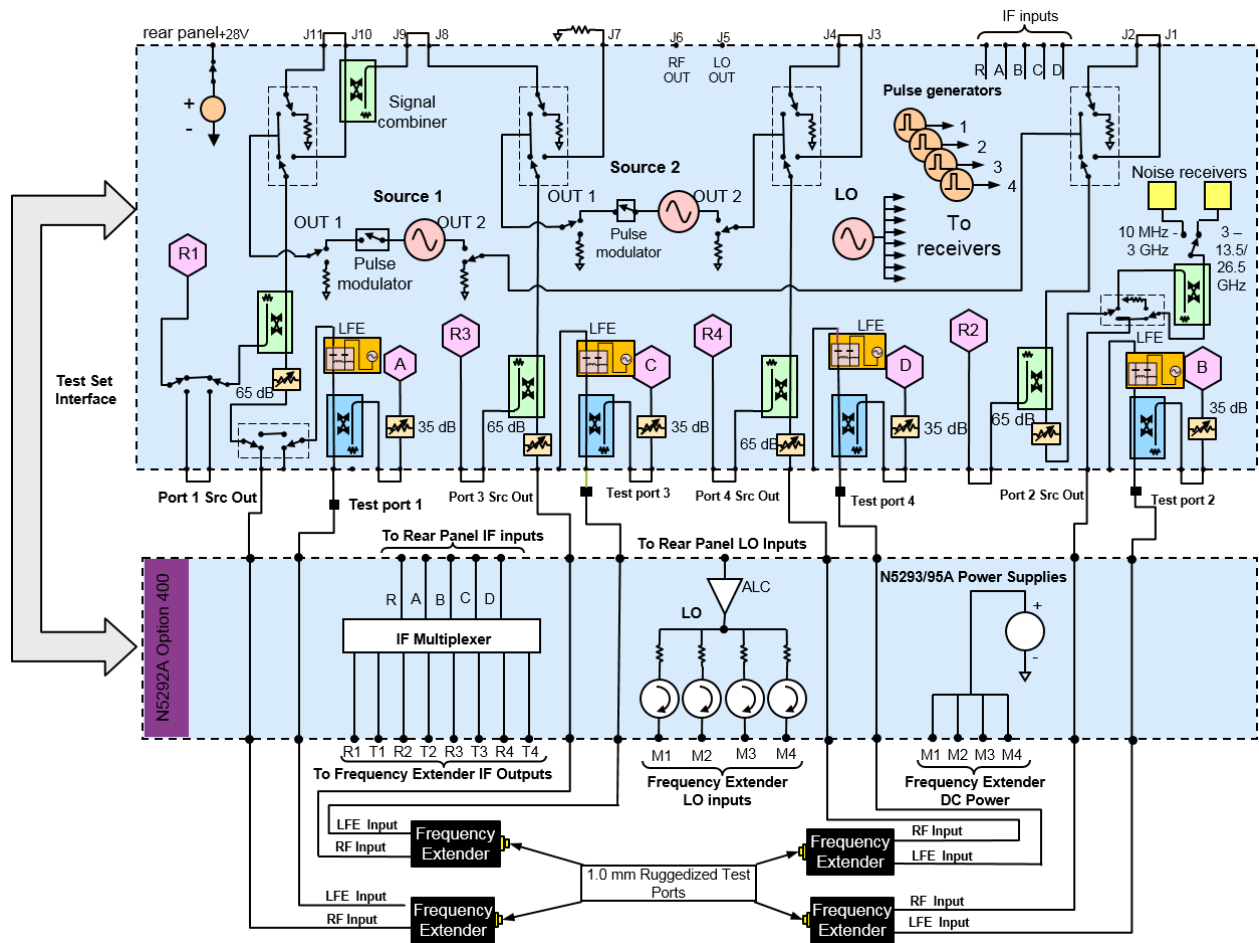 rear panel +28V
J11 J10 J9 J8 J7 J6 J5 J4 J3 IF inputs J2 J1
RF OUT
LO OUT
R A B C D
Signal combiner
Pulse generators
1
2
3
4
To receivers
Noise receivers
10 MHz - 3 GHz
3 – 13.5/ 26.5 GHz
Source 1
OUT 1
OUT 2
Pulse modulator
Source 2
OUT 1
OUT 2
Pulse modulator
LO
R1
LFE
A
R3
LFE
C
R4
LFE
D
R2
LFE
B
65 dB
35 dB
65 dB
35 dB
65 dB
35 dB
65 dB
35 dB
Test Set Interface
Port 1 Src Out
Test port 1
Port 3 Src Out
Test port 3
Port 4 Src Out
Test port 4
Port 2 Src Out
Test port 2
N5292A Option 400
To Rear Panel IF inputs
R A B C D
IF Multiplexer
R1 T1 R2 T2 R3 T3 R4 T4
To Frequency Extender IF Outputs
To Rear Panel LO Inputs
ALC
LO
M1 M2 M3 M4
Frequency Extender
LO inputs
N5293/95A Power Supplies
+
-
M1 M2 M3 M4
Frequency Extender
DC Power
LFE Input
RF Input
Frequency Extender
Frequency Extender
RF Input
LFE Input
1.0 mm Ruggedized Test Ports
LFE Input
RF Input
Frequency Extender
Frequency Extender
RF Input
LFE Input